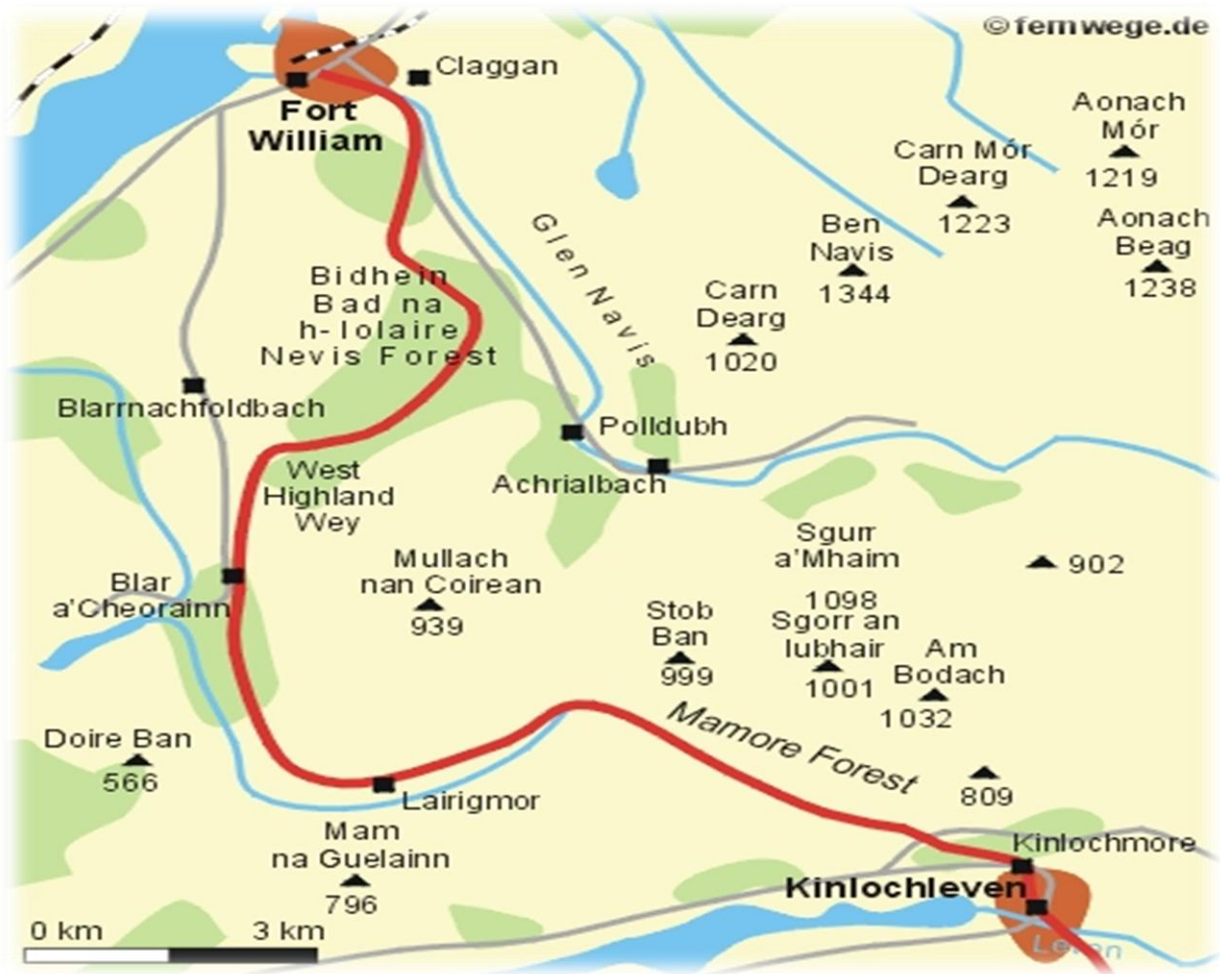 © fernwege.de
Claggan
Fort
William
Aonach
Mór
1219
Carn Mór
Dearg
1223
Aonach
Beag
1238
Ben
Navis
1344
Glen Navis
Carn
Dearg
1020
Bidhein
Bad na
h-Iolaire
Nevis Forest
Blarrnachfoldbach
Polldubh
Achrialbach
West
Highland
Wey
Sgurr
a'Mhaim
1098
902
Mullach
nan Coirean
939
Blar
a'Cheorainn
Stob
Ban
999
Sgorr an
Iubhair
1001
Am
Bodach
1032
Mamore Forest
Doire Ban
566
809
Lairigmor
Mam
na Guelainn
796
Kinlochmore
Kinlochleven
Leven
0 km
3 km